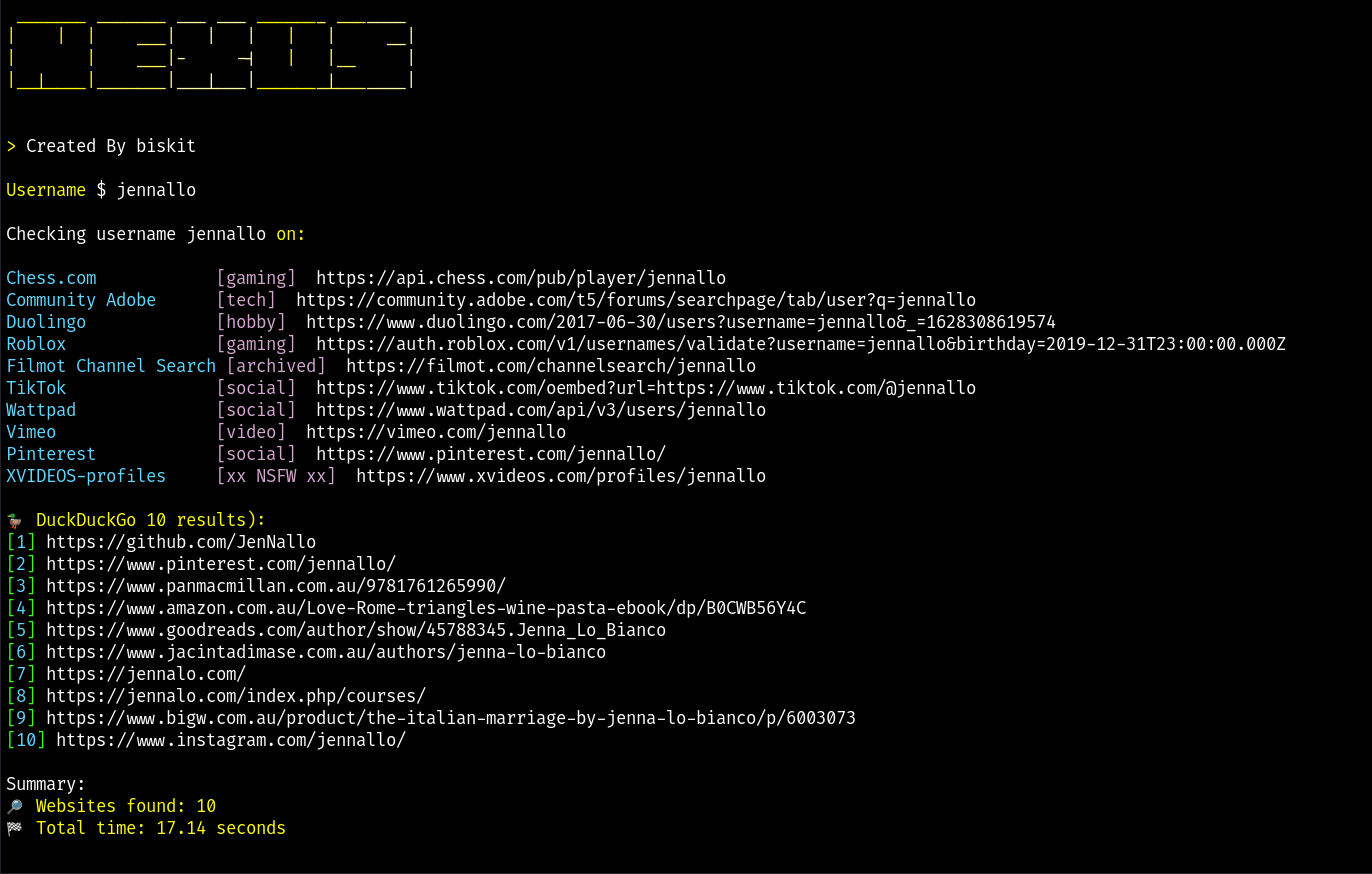 NEXUS
> Created By biskit
Username $ jennallo
Checking username jennallo on:
Chess.com [gaming] https://api.chess.com/pub/player/jennallo
Community Adobe [tech] https://community.adobe.com/t5/forums/searchpage/tab/user?q=jennallo
Duolingo [hobby] https://www.duolingo.com/2017-06-30/users?username=jennallo&_=1628308619574
Roblox [gaming] https://auth.roblox.com/v1/usernames/validate?username=jennallo&birthday=2019-12-31T23:00:00.000Z
Filmot Channel Search [archived] https://filmot.com/channelsearch/jennallo
TikTok [social] https://www.tiktok.com/oembed?url=https://www.tiktok.com/@jennallo
Wattpad [social] https://www.wattpad.com/api/v3/users/jennallo
Vimeo [video] https://vimeo.com/jennallo
Pinterest [social] https://www.pinterest.com/jennallo/
XVIDEOS-profiles [xx NSFW xx] https://www.xvideos.com/profiles/jennallo
🦆 DuckDuckGo 10 results):
[1] https://github.com/JenNallo
[2] https://www.pinterest.com/jennallo/
[3] https://www.panmacmillan.com.au/9781761265990/
[4] https://www.amazon.com.au/Love-Rome-triangles-wine-pasta-ebook/dp/B0CWB56Y4C
[5] https://www.goodreads.com/author/show/45788345.Jenna_Lo_Bianco
[6] https://www.jacintadimase.com.au/authors/jenna-lo-bianco
[7] https://jennalo.com/
[8] https://jennalo.com/index.php/courses/
[9] https://www.bigw.com.au/product/the-italian-marriage-by-jenna-lo-bianco/p/6003073
[10] https://www.instagram.com/jennallo/
Summary:
🔎 Websites found: 10
🏁 Total time: 17.14 seconds